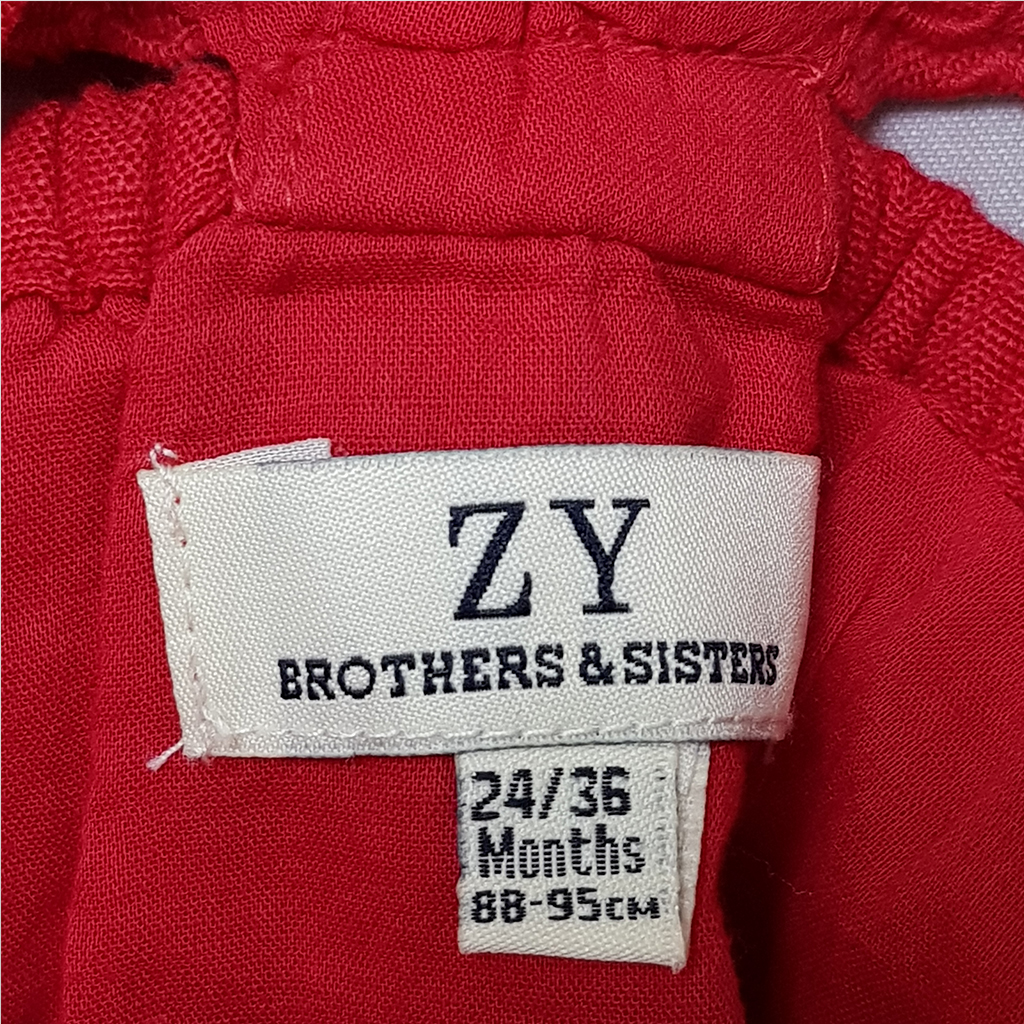 ZY
BROTHERS & SISTERS
24/36
Months
88-95CM